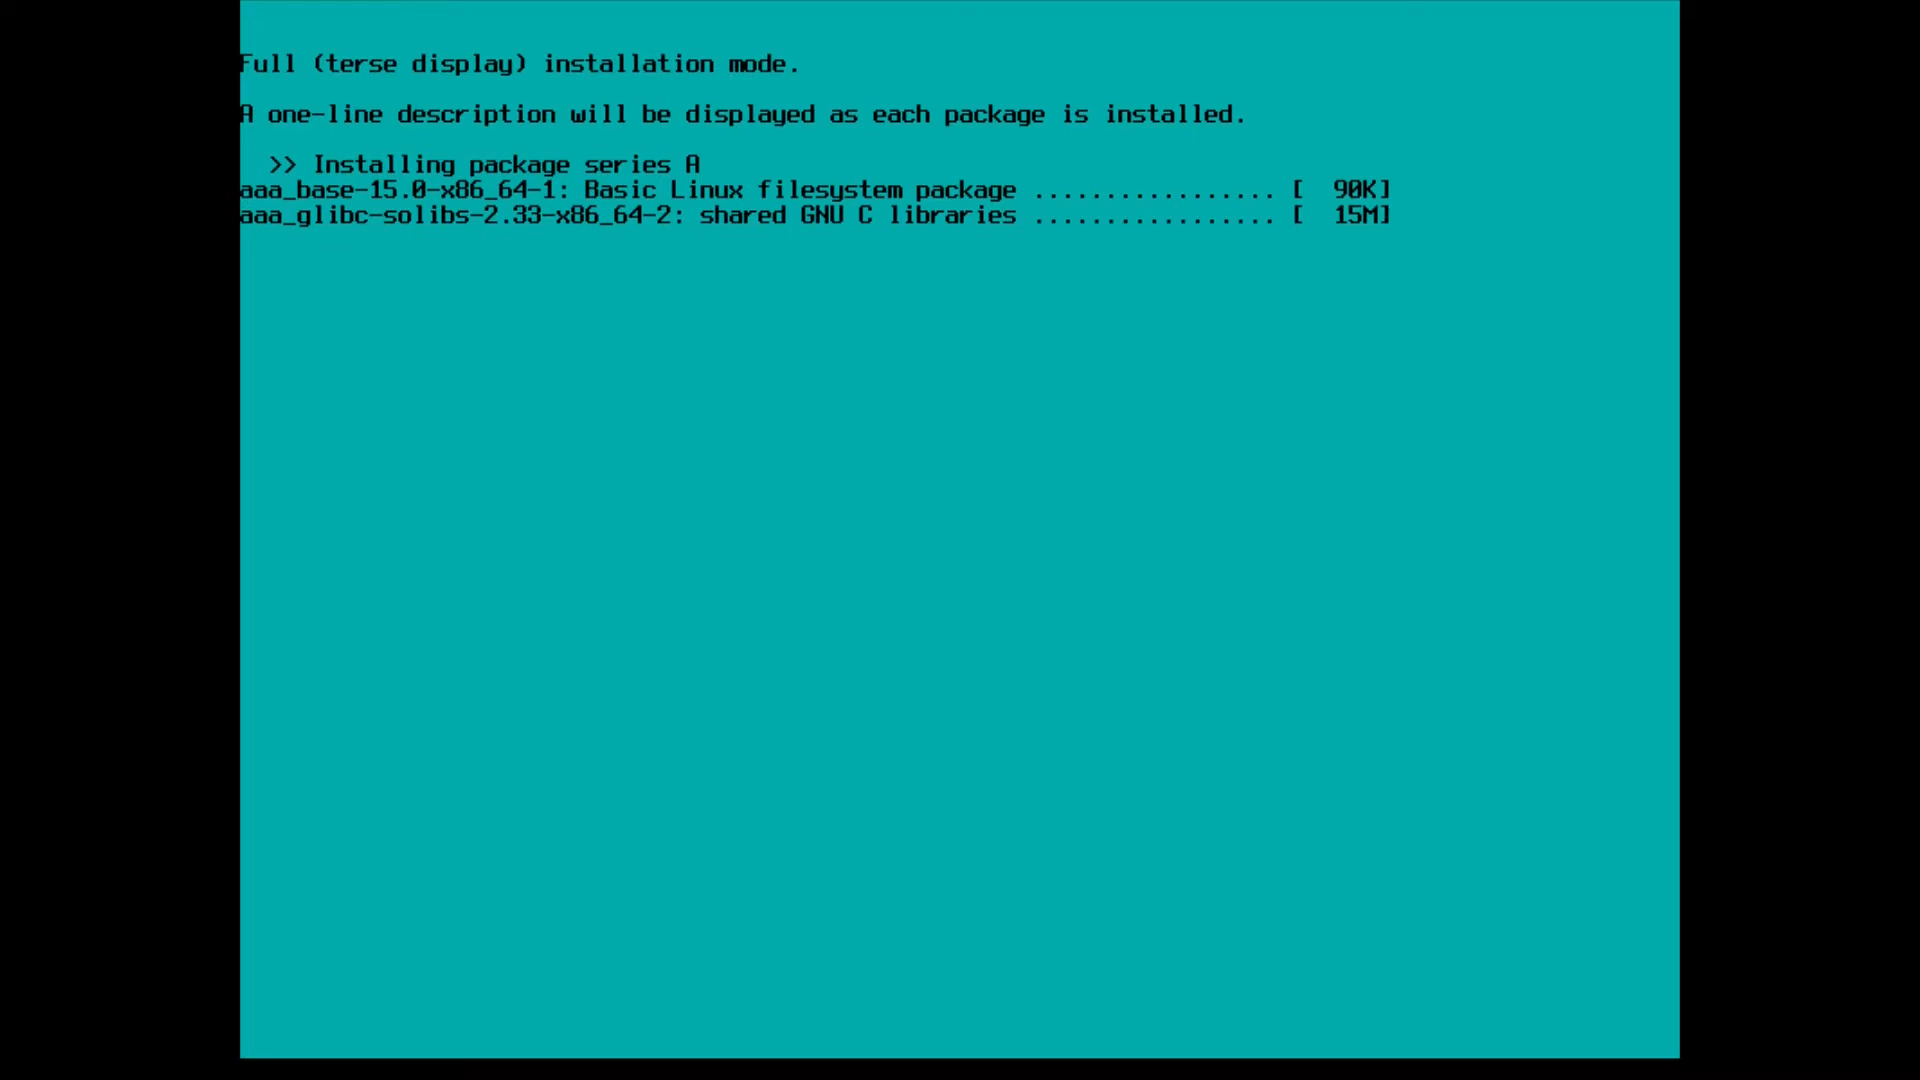 Full (terse display) installation mode.
A one-line description will be displayed as each package is installed.
>> Installing package series A
aaa_base-15.0-x86_64-1: Basic Linux filesystem package ................. [  90K]
aaa_glibc-solibs-2.33-x86_64-2: shared GNU C libraries ................. [  15M]